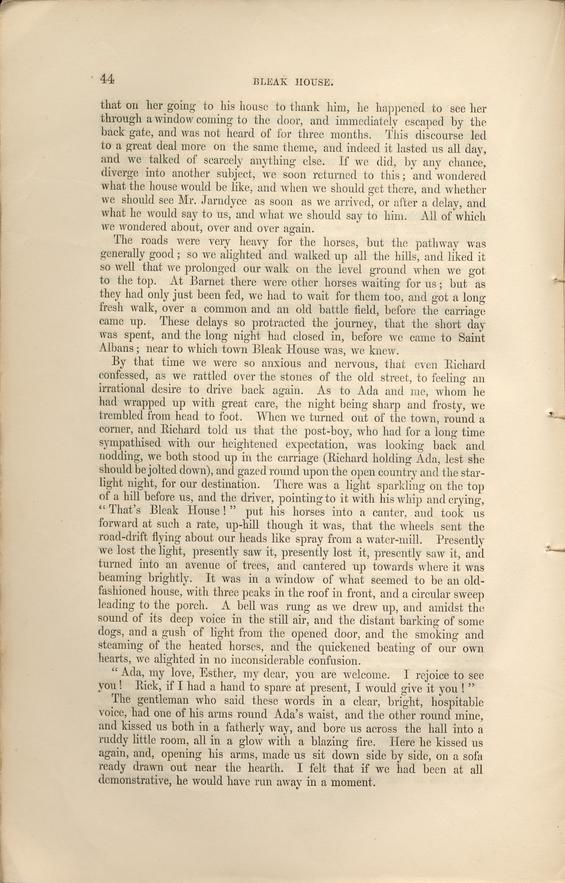 44
BLEAK HOUSE.
that on her going to his house to thank him, he happened to see her
through a window coming to the door, and immediately escaped by the
back gate, and was not heard of for three months. This discourse led
to a great deal more on the same theme, and indeed it lasted us all day,
and we talked of scarcely anything else. If we did, by any chance,
diverge into another subject, we soon returned to this; and wondered
what the house would be like, and when we should get there, and whether
we should see Mr. Jarndyce as soon as we arrived, or after a delay, and
what he would say to us, and what we should say to him. All of which
we wondered about, over and over again.
The roads were very heavy for the horses, but the pathway was
generally good; so we alighted and walked up all the hills, and liked it
so well that we prolonged our walk on the level ground when we got
to the top. At Barnet there were other horses waiting for us; but as
they had only just been fed, we had to wait for them too, and got a long
fresh walk, over a common and an old battle field, before the carriage
came up. These delays so protracted the journey, that the short day
was spent, and the long night had closed in, before we came to Saint
Albans; near to which town Bleak House was, we knew.
By that time we were so anxious and nervous, that even Richard
confessed, as we rattled over the stones of the old street, to feeling an
irrational desire to drive back again. As to Ada and me, whom he
had wrapped up with great care, the night being sharp and frosty, we
trembled from head to foot. When we turned out of the town, round a
corner, and Richard told us that the post-boy, who had for a long time
sympathised with our heightened expectation, was looking back and
nodding, we both stood up in the carriage (Richard holding Ada, lest she
should be jolted down), and gazed round upon the open country and the star-
light night, for our destination. There was a light sparkling on the top
of a hill before us, and the driver, pointing to it with his whip and crying,
"That's Bleak House!" put his horses into a canter, and took us
forward at such a rate, up-hill though it was, that the wheels sent the
road-drift flying about our heads like spray from a water-mill. Presently
we lost the light, presently saw it, presently lost it, presently saw it, and
turned into an avenue of trees, and cantered up towards where it was
beaming brightly. It was in a window of what seemed to be an old-
fashioned house, with three peaks in the roof in front, and a circular sweep
leading to the porch. A bell was rung as we drew up, and amidst the
sound of its deep voice in the still air, and the distant barking of some
dogs, and a gush of light from the opened door, and the smoking and
steaming of the heated horses, and the quickened beating of our own
hearts, we alighted in no inconsiderable confusion.
"Ada, my love, Esther, my dear, you are welcome. I rejoice to see
you! Rick, if I had a hand to spare at present, I would give it you!"
The gentleman who said these words in a clear, bright, hospitable
voice, had one of his arms round Ada's waist, and the other round mine,
and kissed us both in a fatherly way, and bore us across the hall into a
ruddy little room, all in a glow with a blazing fire. Here he kissed us
again, and, opening his arms, made us sit down side by side, on a sofa
ready drawn out near the hearth. I felt that if we had been at all
demonstrative, he would have run away in a moment.